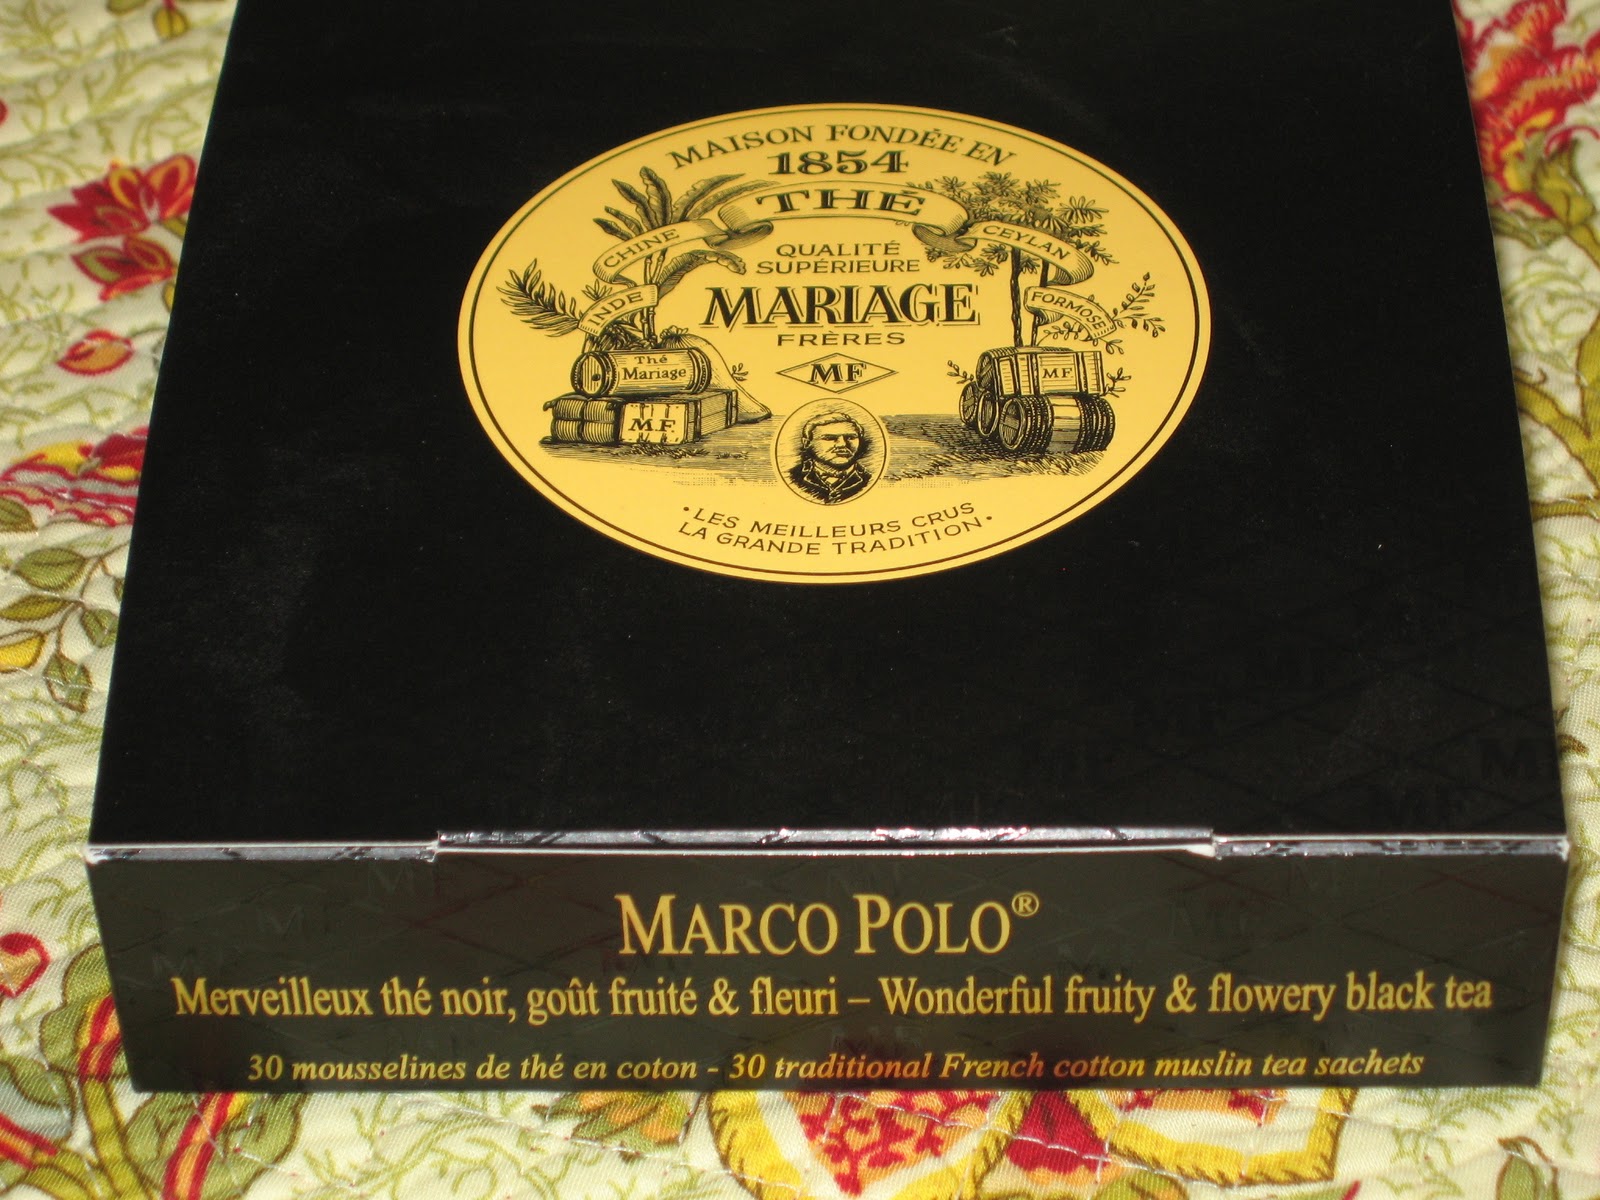 MAISON FONDÉE EN
1854
THÉ
CHINE
CEYLAN
QUALITÉ
SUPÉRIEURE
INDE
FORMOSE
MARIAGE
FRÈRES
Thé
Mariage
MF
MF
M.F.
· LES MEILLEURS CRUS
LA GRANDE TRADITION ·
MARCO POLO®
Merveilleux thé noir, goût fruité & fleuri – Wonderful fruity & flowery black tea
30 mousselines de thé en coton - 30 traditional French cotton muslin tea sachets